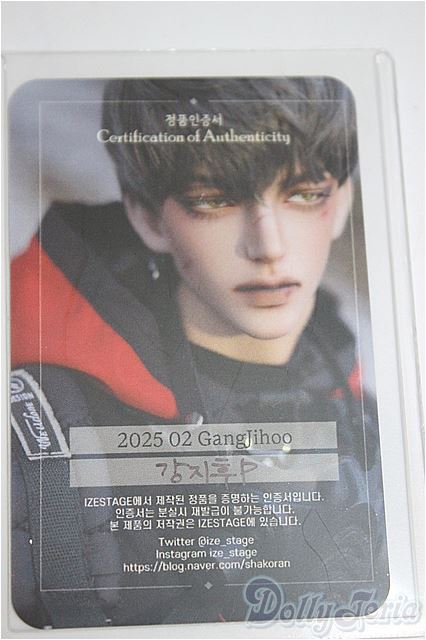 정품인증서
Certification of Authenticity
2025 02 GangJihoo
강지후P
IZESTAGE에서 제작된 정품을 증명하는 인증서입니다.
인증서는 분실시 재발급이 불가능합니다.
본 제품의 저작권은 IZESTAGE에 있습니다.
Twitter @ize_stage
Instagram ize_stage
https://blog.naver.com/shakoran
DollyTeria